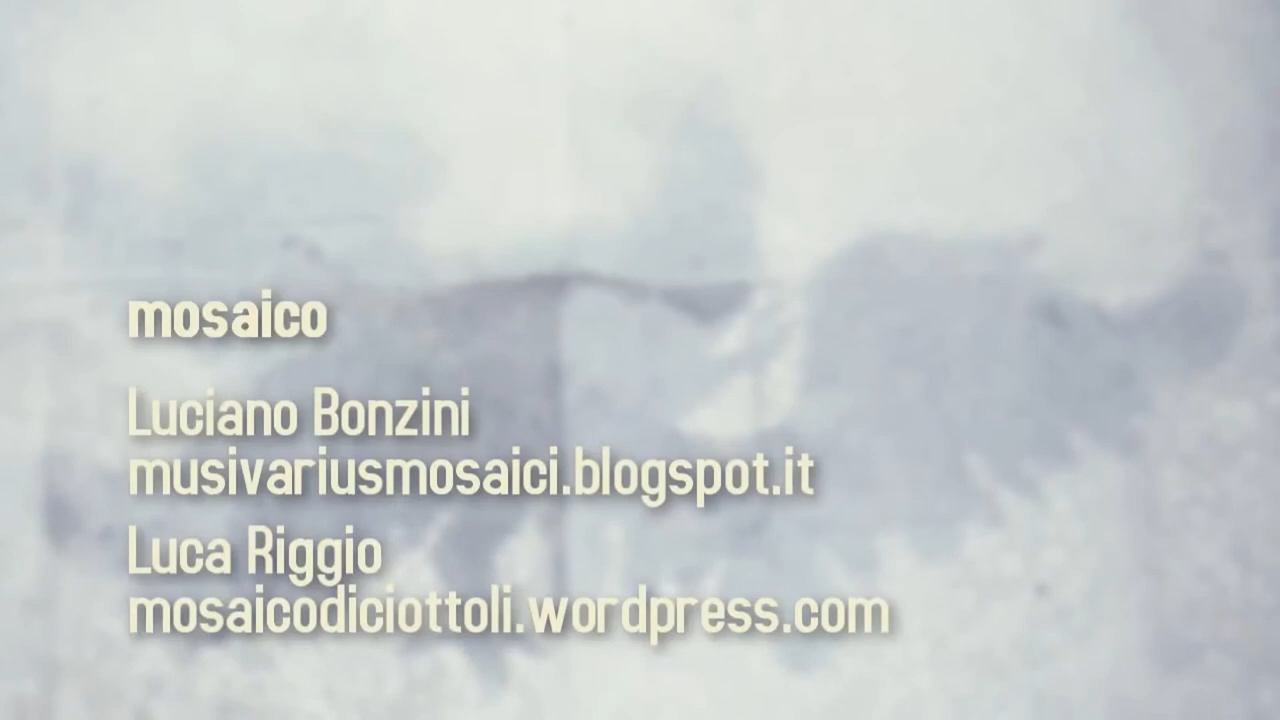 mosaico
Luciano Bonzini
musivariusmosaici.blogspot.it
Luca Riggio
mosaicodiciottoli.wordpress.com